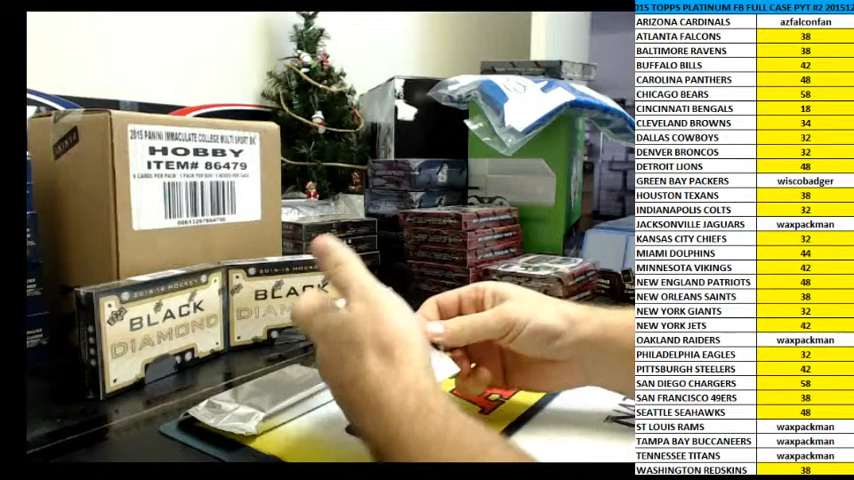 015 TOPPS PLATINUM FB FULL CASE PYT #2 201512
ARIZONA CARDINALS azfalconfan
ATLANTA FALCONS 38
BALTIMORE RAVENS 38
BUFFALO BILLS 42
CAROLINA PANTHERS 48
CHICAGO BEARS 58
CINCINNATI BENGALS 18
CLEVELAND BROWNS 34
DALLAS COWBOYS 32
DENVER BRONCOS 32
DETROIT LIONS 48
GREEN BAY PACKERS wiscobadger
HOUSTON TEXANS 38
INDIANAPOLIS COLTS 32
JACKSONVILLE JAGUARS waxpackman
KANSAS CITY CHIEFS 32
MIAMI DOLPHINS 44
MINNESOTA VIKINGS 42
NEW ENGLAND PATRIOTS 48
NEW ORLEANS SAINTS 38
NEW YORK GIANTS 32
NEW YORK JETS 42
OAKLAND RAIDERS waxpackman
PHILADELPHIA EAGLES 32
PITTSBURGH STEELERS 42
SAN DIEGO CHARGERS 58
SAN FRANCISCO 49ERS 38
SEATTLE SEAHAWKS 48
ST LOUIS RAMS waxpackman
TAMPA BAY BUCCANEERS waxpackman
TENNESSEE TITANS waxpackman
WASHINGTON REDSKINS 38
2015 PANINI IMMACULATE COLLEGE MULTI SPORT BK
HOBBY
ITEM# 86479
BLACK
DIAMOND
BLACK
DIAMOND